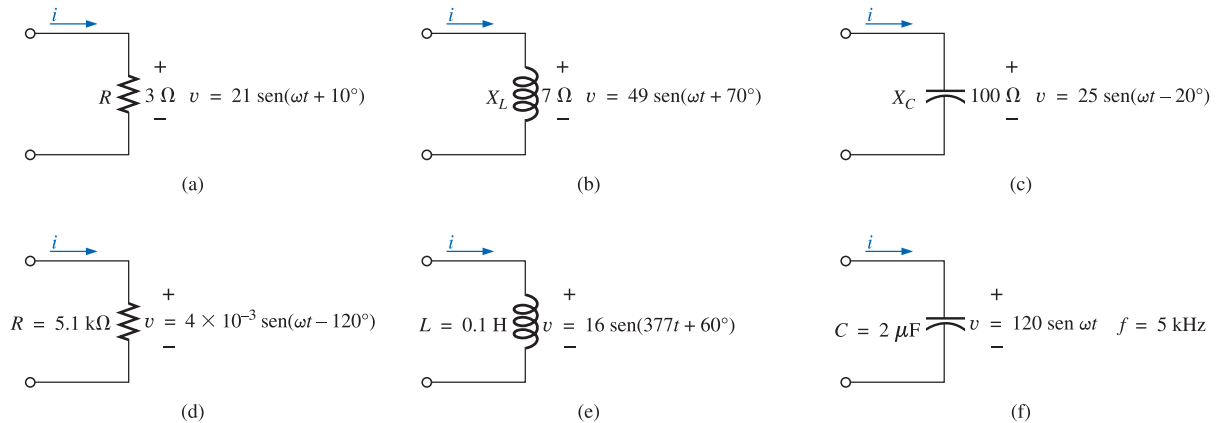 i
R
+
3 Ω v = 21 sen(ωt + 10°)
–
(a)
i
X_L
+
7 Ω v = 49 sen(ωt + 70°)
–
(b)
i
X_C
+
100 Ω v = 25 sen(ωt – 20°)
–
(c)
i
R = 5.1 kΩ
+
v = 4 × 10⁻³ sen(ωt – 120°)
–
(d)
i
L = 0.1 H
+
v = 16 sen(377t + 60°)
–
(e)
i
C = 2 μF
+
v = 120 sen ωt f = 5 kHz
–
(f)